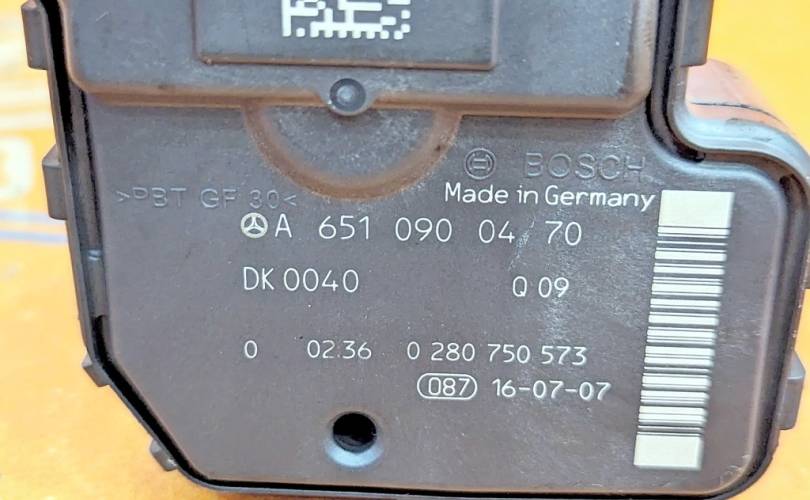 BOSCH
>PBT GF 30<
Made in Germany
A 651 090 04 70
DK 0040 Q 09
0 02.36 0 280 750 573
087 16-07-07